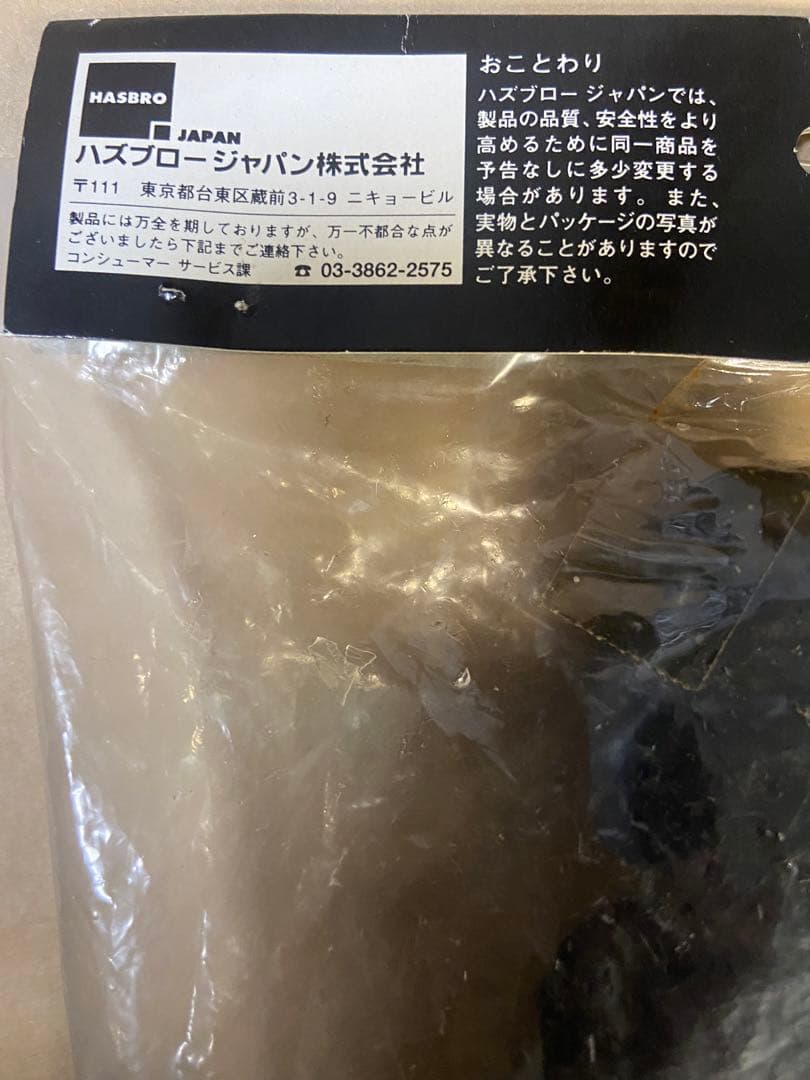 HASBRO
JAPAN
ハズブロージャパン株式会社
〒111 東京都台東区蔵前3-1-9 ニキョービル
製品には万全を期しておりますが、万一不都合な点が
ございましたら下記までご連絡下さい。
コンシューマー サービス課 ☎ 03-3862-2575
おことわり
ハズブロー ジャパンでは、
製品の品質、安全性をより
高めるために同一商品を
予告なしに多少変更する
場合があります。また、
実物とパッケージの写真が
異なることがありますので
ご了承下さい。